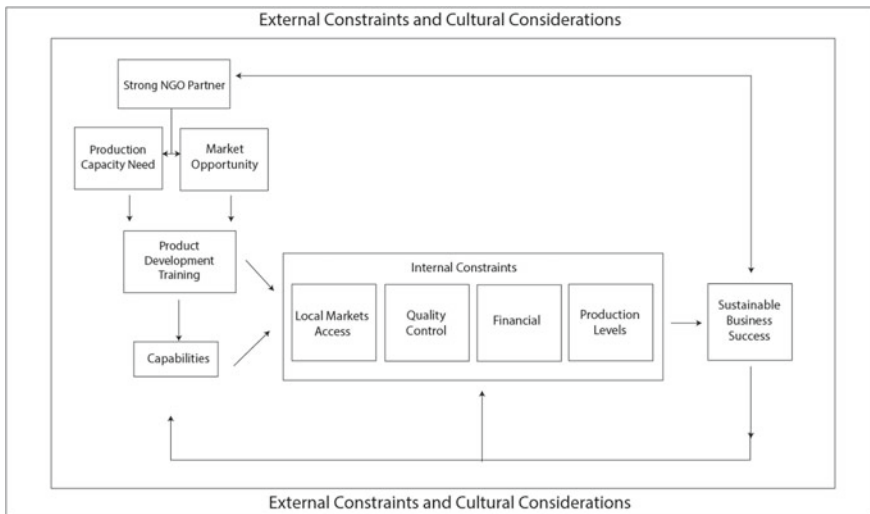 External Constraints and Cultural Considerations
Strong NGO Partner
Production
Capacity Need
Market
Opportunity
Product
Development
Training
Capabilities
Internal Constraints
Local Markets
Access
Quality
Control
Financial
Production
Levels
Sustainable
Business
Success
External Constraints and Cultural Considerations